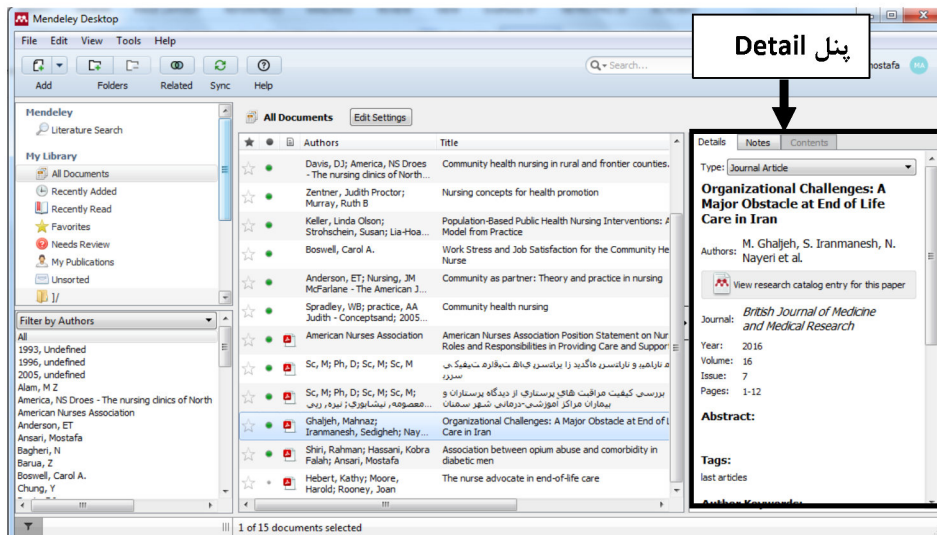 Mendeley Desktop
پنل Detail
File Edit View Tools Help
Search...
mostafa MA
Add Folders Related Sync Help
Mendeley
Literature Search
My Library
All Documents
Recently Added
Recently Read
Favorites
Needs Review
My Publications
Unsorted
]/
Filter by Authors
All
1993, Undefined
1996, undefined
2005, undefined
Alam, M Z
America, NS Droes - The nursing clinics of North
American Nurses Association
Anderson, ET
Ansari, Mostafa
Bagheri, N
Barua, Z
Boswell, Carol A.
Chung, Y
All Documents Edit Settings
Authors Title
Davis, DJ; America, NS Droes Community health nursing in rural and frontier counties.
- The nursing clinics of North...
Zentner, Judith Proctor; Nursing concepts for health promotion
Murray, Ruth B
Keller, Linda Olson; Population-Based Public Health Nursing Interventions: A
Strohschein, Susan; Lia-Hoa... Model from Practice
Boswell, Carol A. Work Stress and Job Satisfaction for the Community He
Nurse
Anderson, ET; Nursing, JM Community as partner: Theory and practice in nursing
McFarlane - The American J...
Spradley, WB; practice, AA Community health nursing
Judith - Conceptsand; 2005...
American Nurses Association American Nurses Association Position Statement on Nur
Roles and Responsibilities in Providing Care and Suppor
Sc, M; Ph, D; Sc, M; Sc, M
Sc, M; Ph, D; Sc, M; Sc, M; بررسی کیفیت مراقبت های پرستاری از دیدگاه پرستاران و
معصومه, نیشابوری; نیره, ریی... بیماران مراکز آموزشی-درمانی شهر سمنان
Ghaljeh, Mahnaz; Organizational Challenges: A Major Obstacle at End of L
Iranmanesh, Sedigheh; Nay... Care in Iran
Shiri, Rahman; Hassani, Kobra Association between opium abuse and comorbidity in
Falah; Ansari, Mostafa diabetic men
Hebert, Kathy; Moore, The nurse advocate in end-of-life care
Harold; Rooney, Joan
1 of 15 documents selected
Details Notes Contents
Type: Journal Article
Organizational Challenges: A
Major Obstacle at End of Life
Care in Iran
Authors: M. Ghaljeh, S. Iranmanesh, N.
Nayeri et al.
View research catalog entry for this paper
Journal: British Journal of Medicine
and Medical Research
Year: 2016
Volume: 16
Issue: 7
Pages: 1-12
Abstract:
Tags:
last articles
Author Keywords: